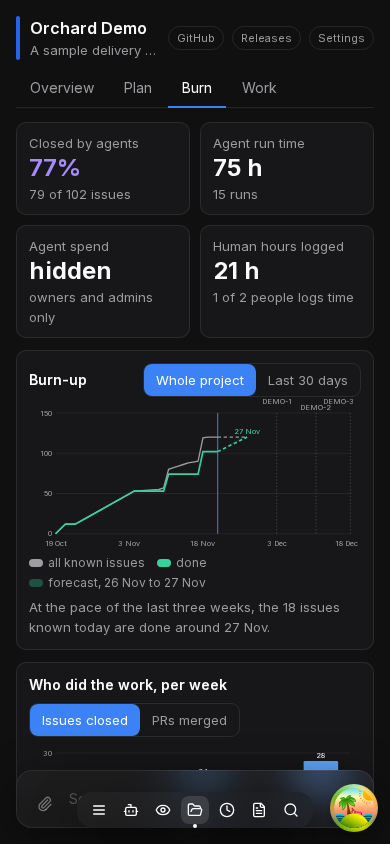 Orchard Demo
A sample delivery ...
GitHub
Releases
Settings
Overview
Plan
Burn
Work
Closed by agents
77%
79 of 102 issues
Agent run time
75 h
15 runs
Agent spend
hidden
owners and admins
only
Human hours logged
21 h
1 of 2 people logs time
Burn-up
Whole project
Last 30 days
DEMO-1
DEMO-2
DEMO-3
150
100
50
0
27 Nov
19 Oct
3 Nov
18 Nov
3 Dec
18 Dec
all known issues
done
forecast, 26 Nov to 27 Nov
At the pace of the last three weeks, the 18 issues
known today are done around 27 Nov.
Who did the work, per week
Issues closed
PRs merged
30
28